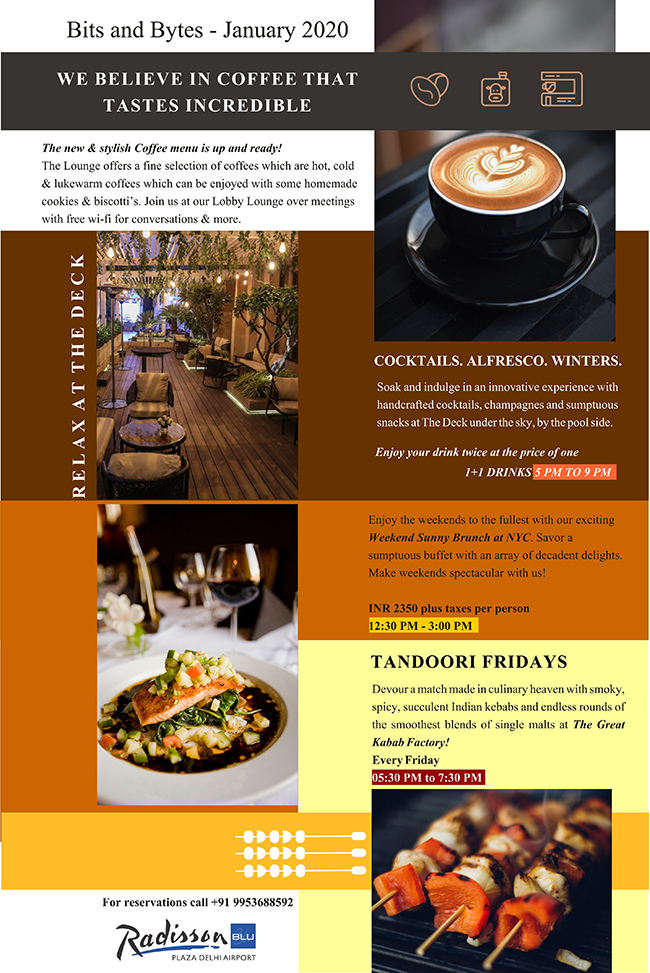 Bits and Bytes - January 2020
WE BELIEVE IN COFFEE THAT
TASTES INCREDIBLE
The new & stylish Coffee menu is up and ready!
The Lounge offers a fine selection of coffees which are hot, cold
& lukewarm coffees which can be enjoyed with some homemade
cookies & biscotti's. Join us at our Lobby Lounge over meetings
with free wi-fi for conversations & more.
RELAX AT THE DECK
COCKTAILS. ALFRESCO. WINTERS.
Soak and indulge in an innovative experience with
handcrafted cocktails, champagnes and sumptuous
snacks at The Deck under the sky, by the pool side.
Enjoy your drink twice at the price of one
1+1 DRINKS 5 PM TO 9 PM
Enjoy the weekends to the fullest with our exciting
Weekend Sunny Brunch at NYC. Savor a
sumptuous buffet with an array of decadent delights.
Make weekends spectacular with us!
INR 2350 plus taxes per person
12:30 PM - 3:00 PM
TANDOORI FRIDAYS
Devour a match made in culinary heaven with smoky,
spicy, succulent Indian kebabs and endless rounds of
the smoothest blends of single malts at The Great
Kabab Factory!
Every Friday
05:30 PM to 7:30 PM
For reservations call +91 9953688592
Radisson BLU
PLAZA DELHI AIRPORT